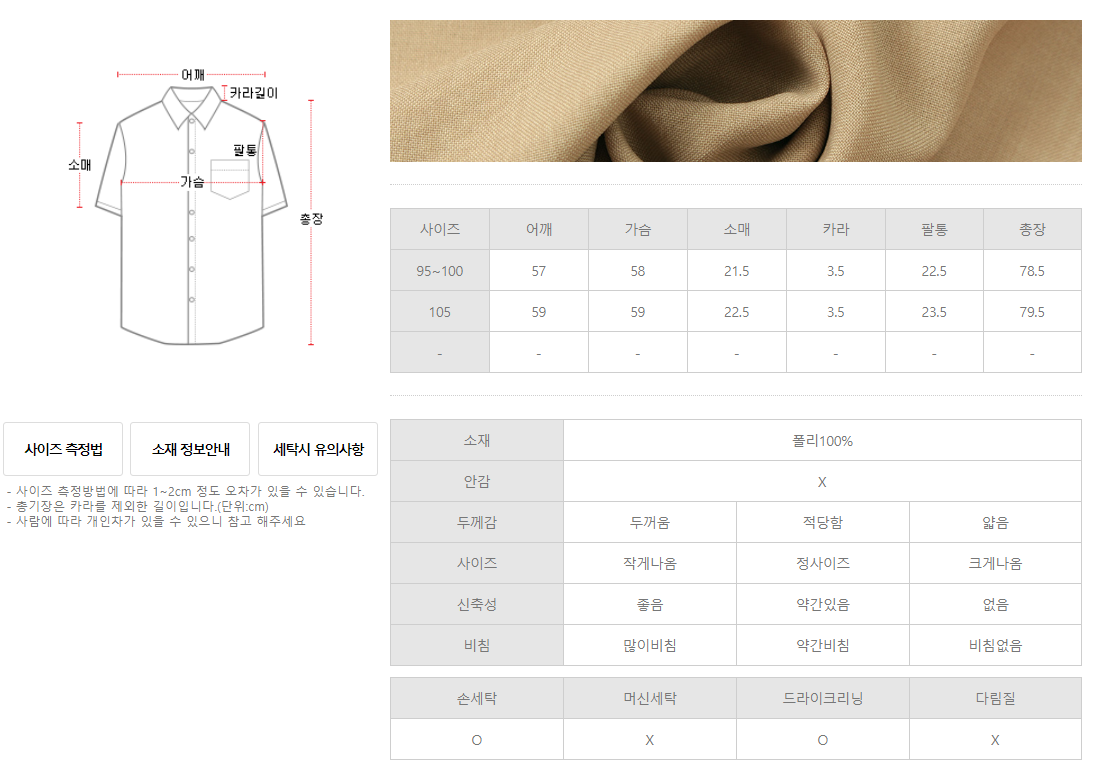 어깨
카라길이
팔통
소매
가슴
총장
사이즈 측정법
소재 정보안내
세탁시 유의사항
- 사이즈 측정방법에 따라 1~2cm 정도 오차가 있을 수 있습니다.
- 총기장은 카라를 제외한 길이입니다.(단위:cm)
- 사람에 따라 개인차가 있을 수 있으니 참고 해주세요
사이즈 어깨 가슴 소매 카라 팔통 총장
95~100 57 58 21.5 3.5 22.5 78.5
105 59 59 22.5 3.5 23.5 79.5
- - - - - - -
소재 폴리100%
안감 X
두께감 두꺼움 적당함 얇음
사이즈 작게나옴 정사이즈 크게나옴
신축성 좋음 약간있음 없음
비침 많이비침 약간비침 비침없음
손세탁 머신세탁 드라이크리닝 다림질
O X O X